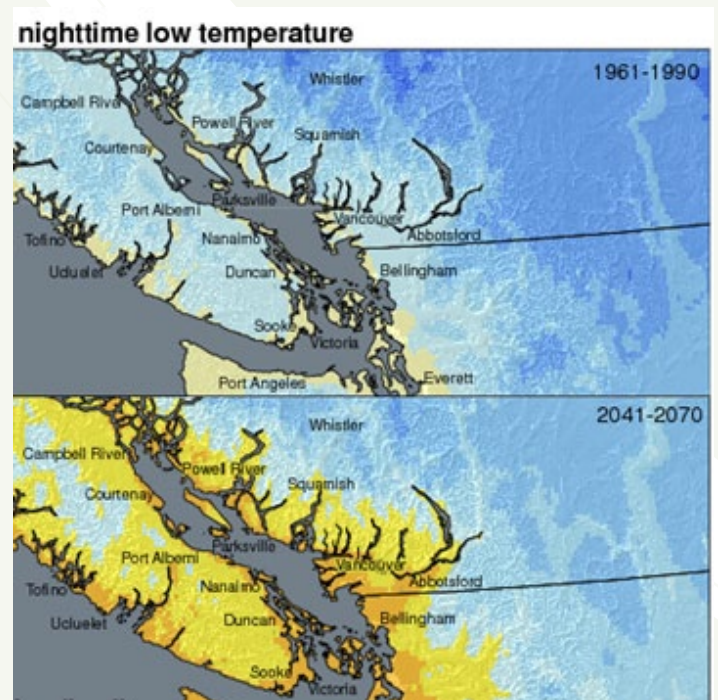 nighttime low temperature
1961-1990
Whistler
Campbell River
Powell River
Squamish
Courtenay
Parksville
Port Alberni
Vancouver
Tofino
Nanaimo
Abbotsford
Ucluelet
Duncan
Bellingham
Sooke
Victoria
Port Angeles
Everett
2041-2070
Whistler
Campbell River
Powell River
Squamish
Courtenay
Parksville
Port Alberni
Vancouver
Tofino
Nanaimo
Abbotsford
Ucluelet
Duncan
Bellingham
Sooke
Victoria